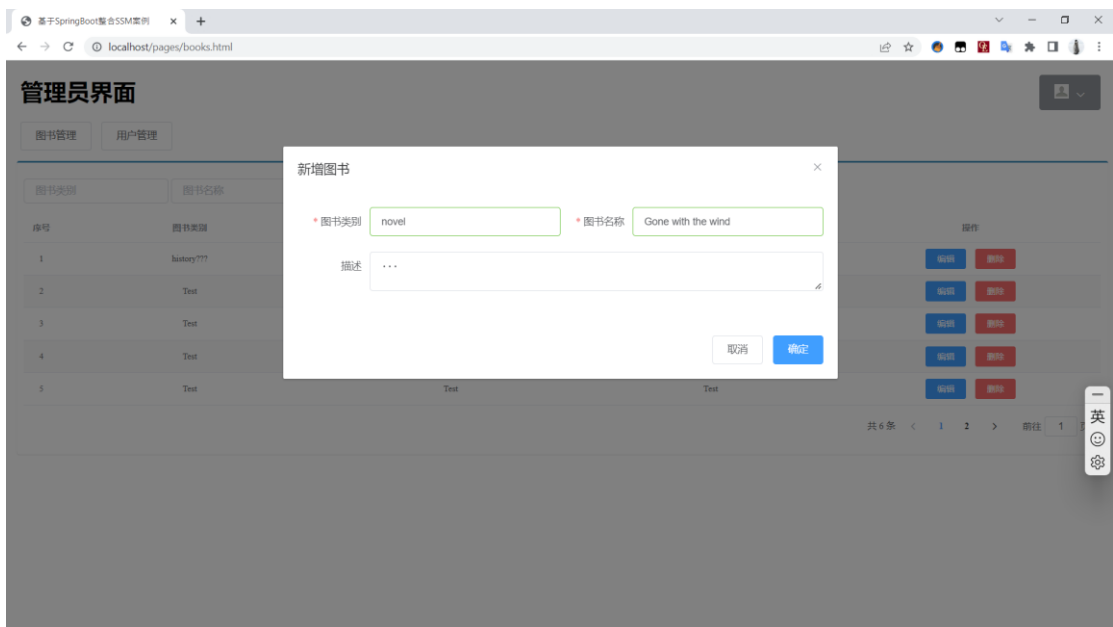 基于SpringBoot整合SSM案例
localhost/pages/books.html
管理员界面
图书管理 用户管理
新增图书
图书类别 图书名称
* 图书类别 novel * 图书名称 Gone with the wind
序号 图书类别 操作
1 history??? 编辑 删除
描述 ...
2 Test 编辑 删除
3 Test 编辑 删除
取消 确定
4 Test 编辑 删除
5 Test Test Test 编辑 删除
共 6 条 1 2 前往 1
英